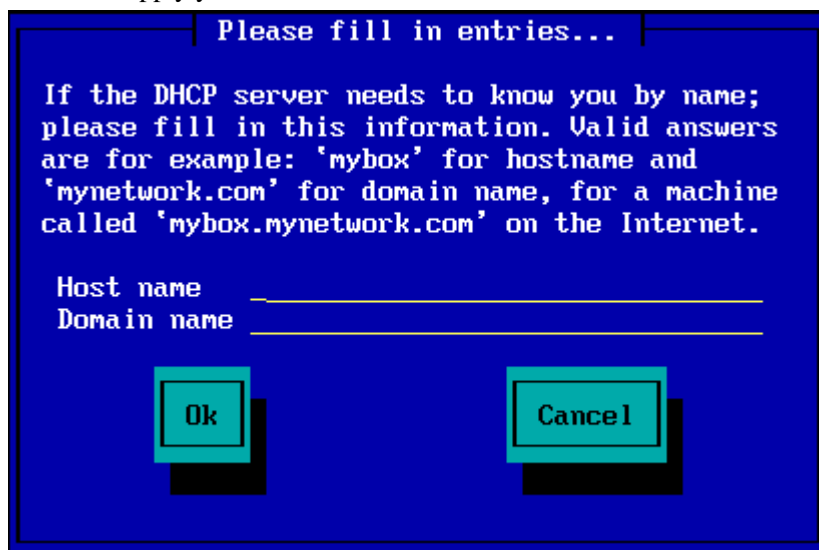 Please fill in entries...
If the DHCP server needs to know you by name;
please fill in this information. Valid answers
are for example: `mybox' for hostname and
`mynetwork.com' for domain name, for a machine
called `mybox.mynetwork.com' on the Internet.
Host name
Domain name
Ok Cancel